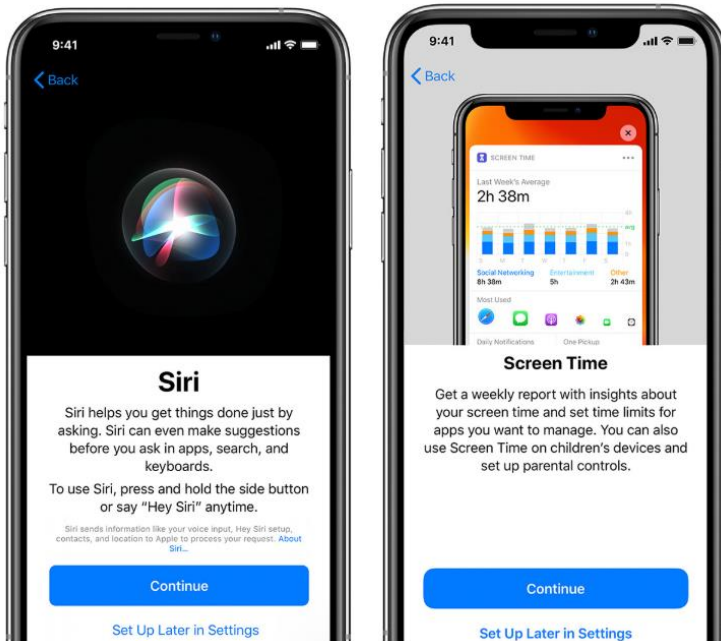 9:41
Back
Siri
Siri helps you get things done just by
asking. Siri can even make suggestions
before you ask in apps, search, and
keyboards.
To use Siri, press and hold the side button
or say “Hey Siri” anytime.
Siri sends information like your voice input, Hey Siri setup,
contacts, and location to Apple to process your request. About
Siri...
Continue
Set Up Later in Settings
9:41
Back
SCREEN TIME
Last Week's Average
2h 38m
4h
avg
1h
0
S M T W T F S
Social Networking Entertainment Other
8h 38m 5h 2h 43m
Most Used
Daily Notifications One Pickup
Screen Time
Get a weekly report with insights about
your screen time and set time limits for
apps you want to manage. You can also
use Screen Time on children’s devices and
set up parental controls.
Continue
Set Up Later in Settings